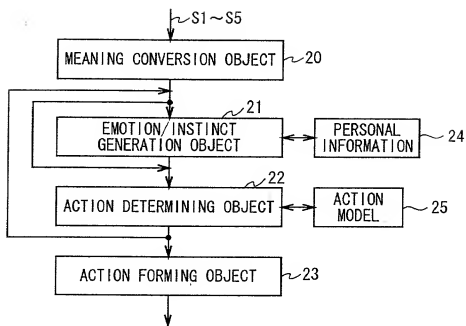 S1~S5
MEANING CONVERSION OBJECT
20
21
EMOTION/INSTINCT
GENERATION OBJECT
PERSONAL
INFORMATION
24
22
ACTION DETERMINING OBJECT
ACTION
MODEL
25
ACTION FORMING OBJECT
23